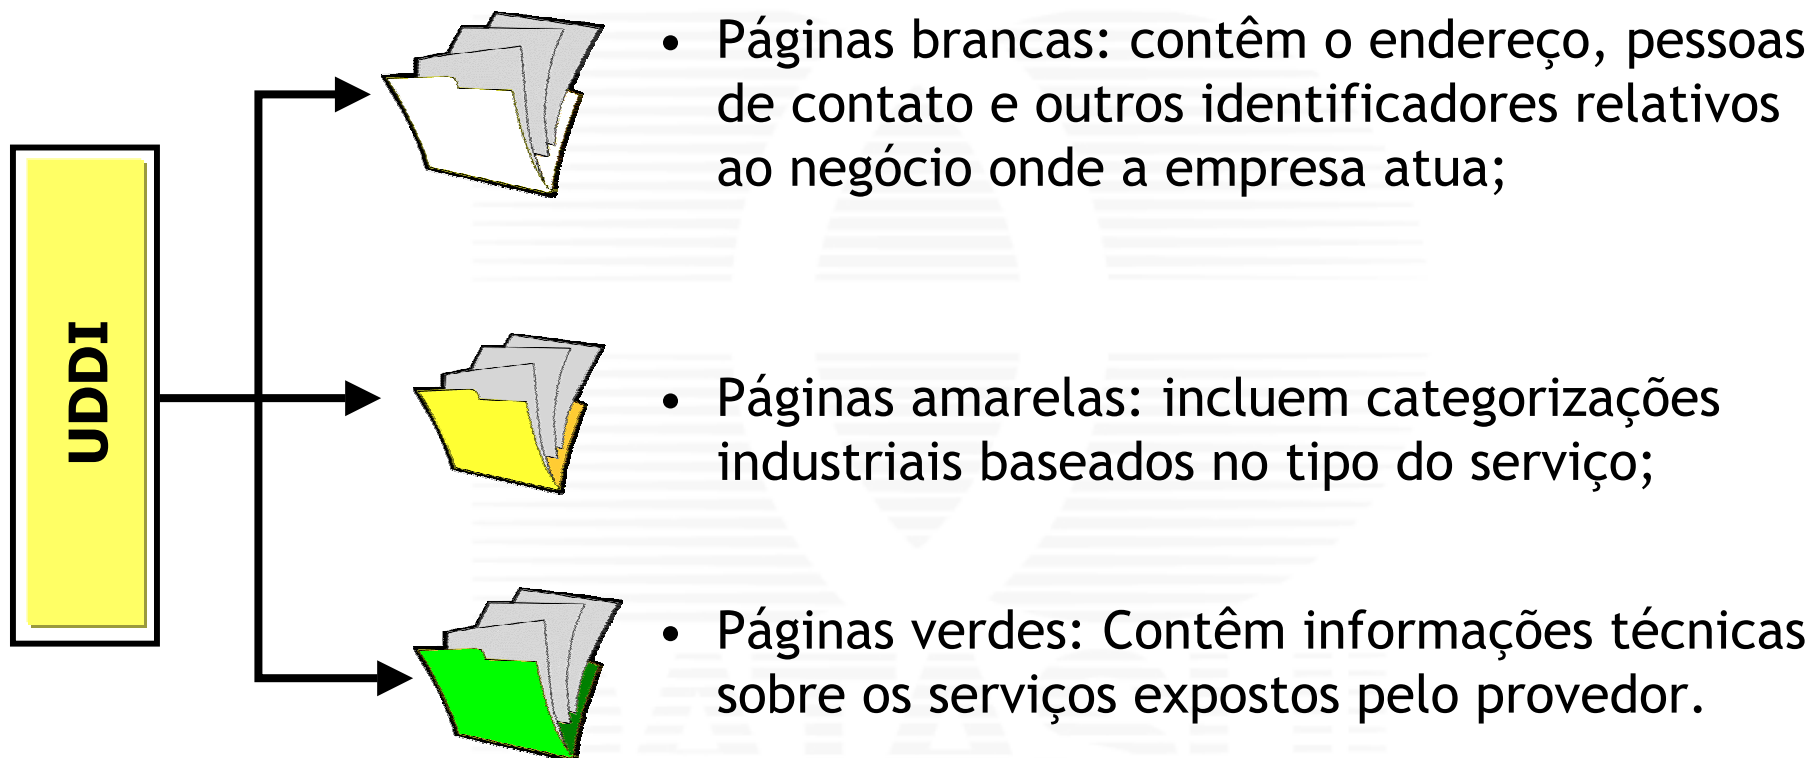 UDDI
• Páginas brancas: contêm o endereço, pessoas
de contato e outros identificadores relativos
ao negócio onde a empresa atua;
• Páginas amarelas: incluem categorizações
industriais baseados no tipo do serviço;
• Páginas verdes: Contêm informações técnicas
sobre os serviços expostos pelo provedor.